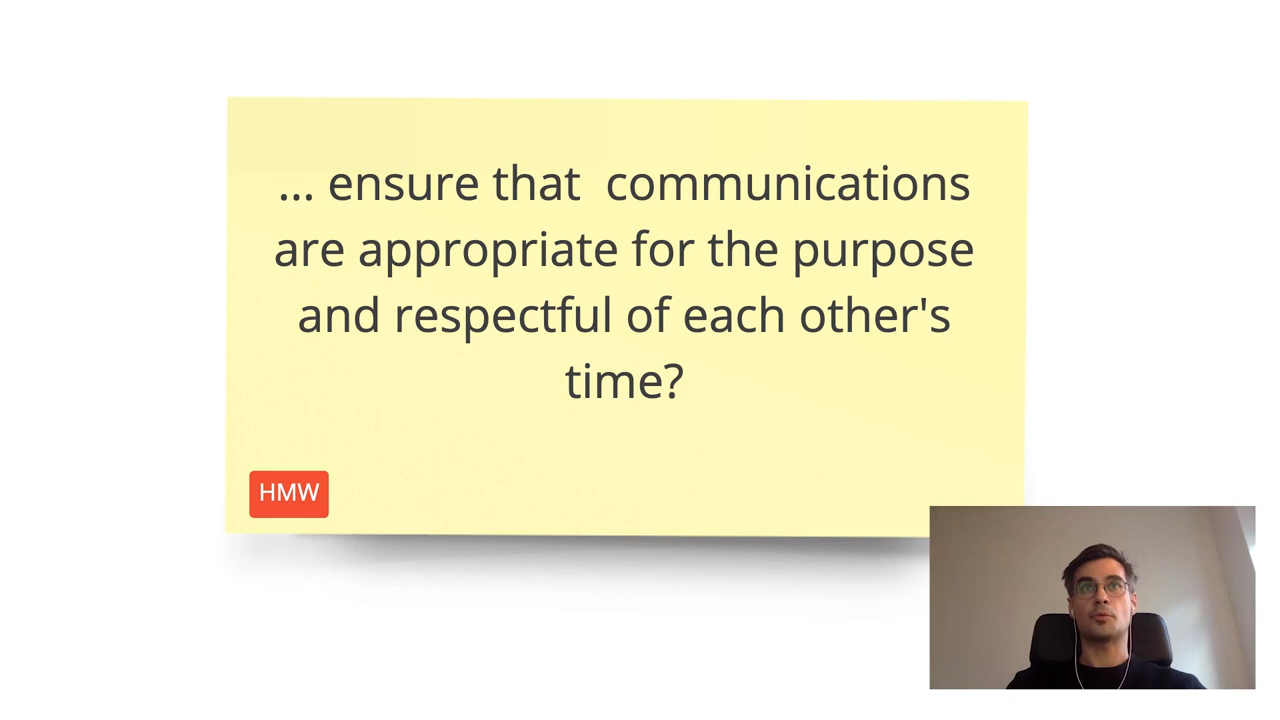 ... ensure that  communications
are appropriate for the purpose
and respectful of each other's
time?
HMW